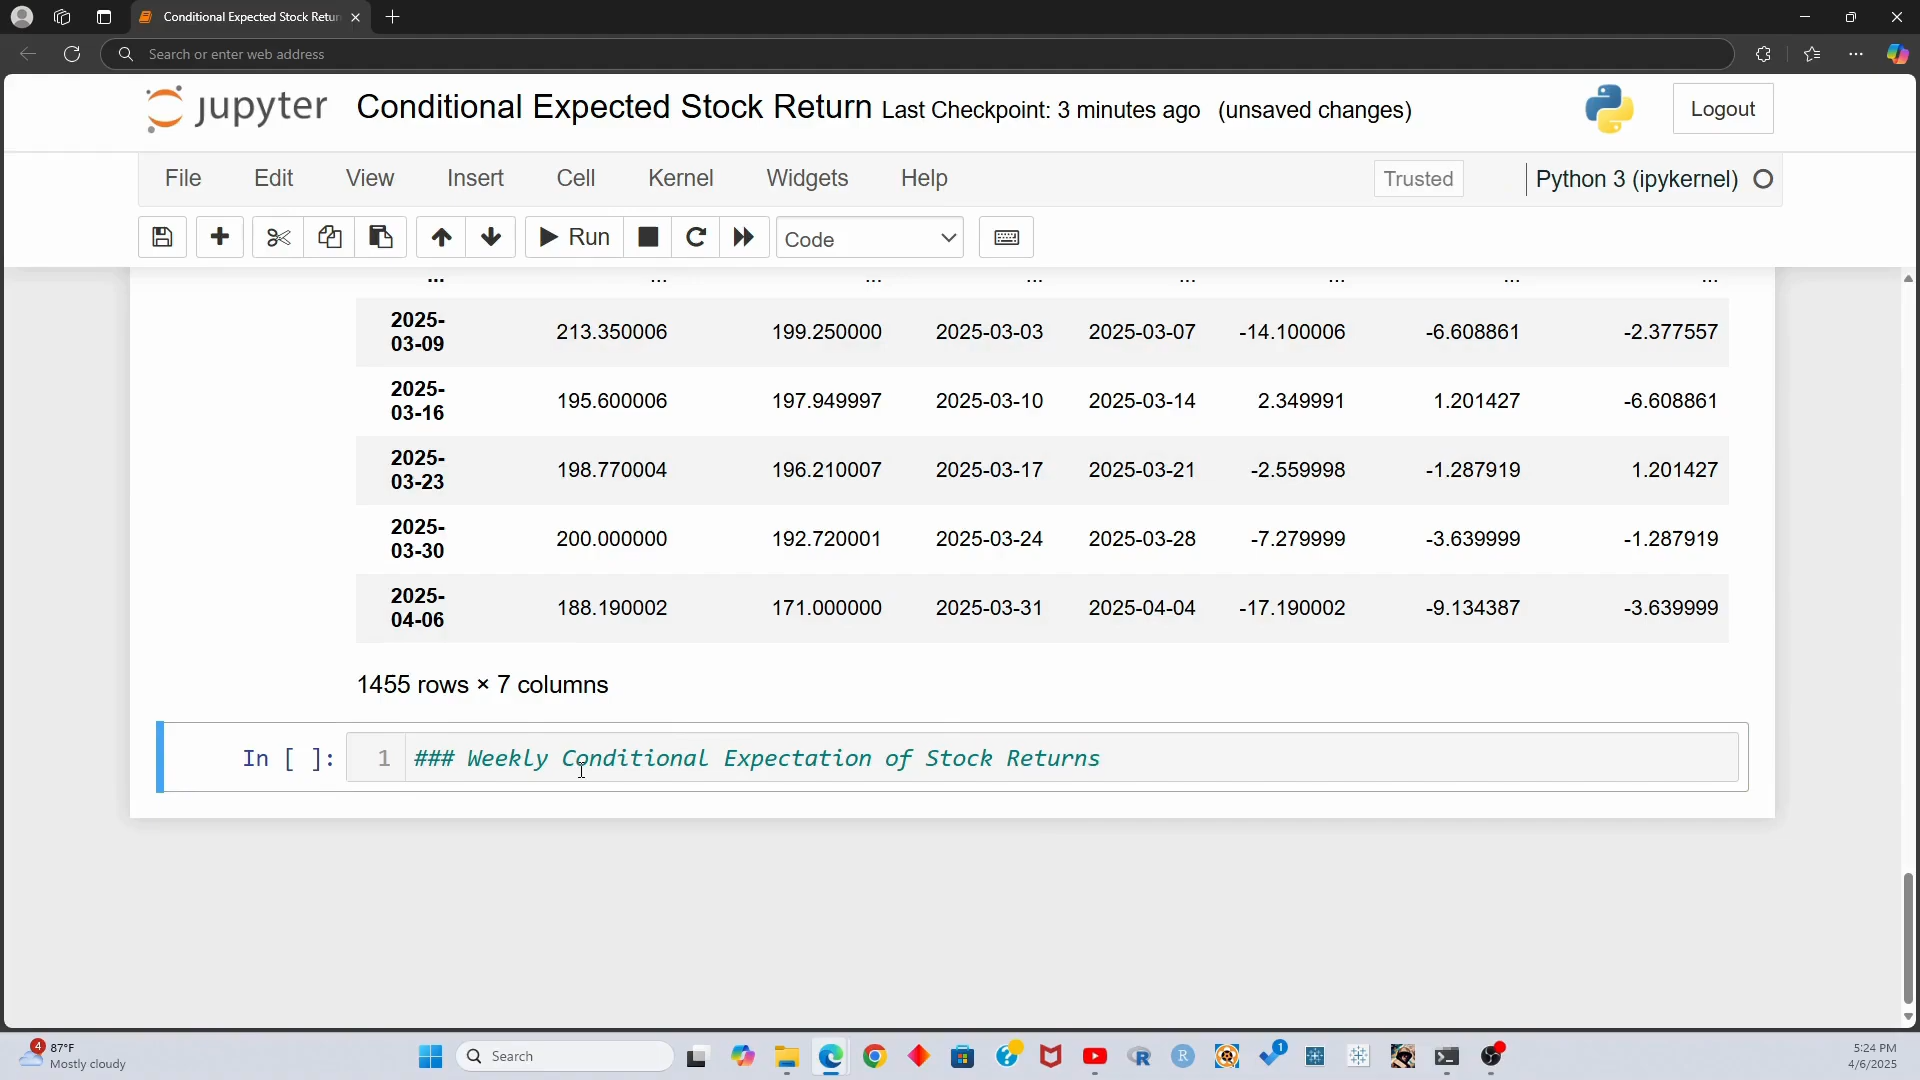 Conditional Expected Stock Retur
Search or enter web address
jupyter Conditional Expected Stock Return Last Checkpoint: 3 minutes ago (unsaved changes)
Logout
File Edit View Insert Cell Kernel Widgets Help
Trusted
Python 3 (ipykernel)
Run
Code
... ... ... ... ... ... ... ...
2025-
03-09 213.350006 199.250000 2025-03-03 2025-03-07 -14.100006 -6.608861 -2.377557
2025-
03-16 195.600006 197.949997 2025-03-10 2025-03-14 2.349991 1.201427 -6.608861
2025-
03-23 198.770004 196.210007 2025-03-17 2025-03-21 -2.559998 -1.287919 1.201427
2025-
03-30 200.000000 192.720001 2025-03-24 2025-03-28 -7.279999 -3.639999 -1.287919
2025-
04-06 188.190002 171.000000 2025-03-31 2025-04-04 -17.190002 -9.134387 -3.639999
1455 rows × 7 columns
In [ ]: 1 ### Weekly Conditional Expectation of Stock Returns
4
87°F
Mostly cloudy
Search
R
R
1
5:24 PM
4/6/2025